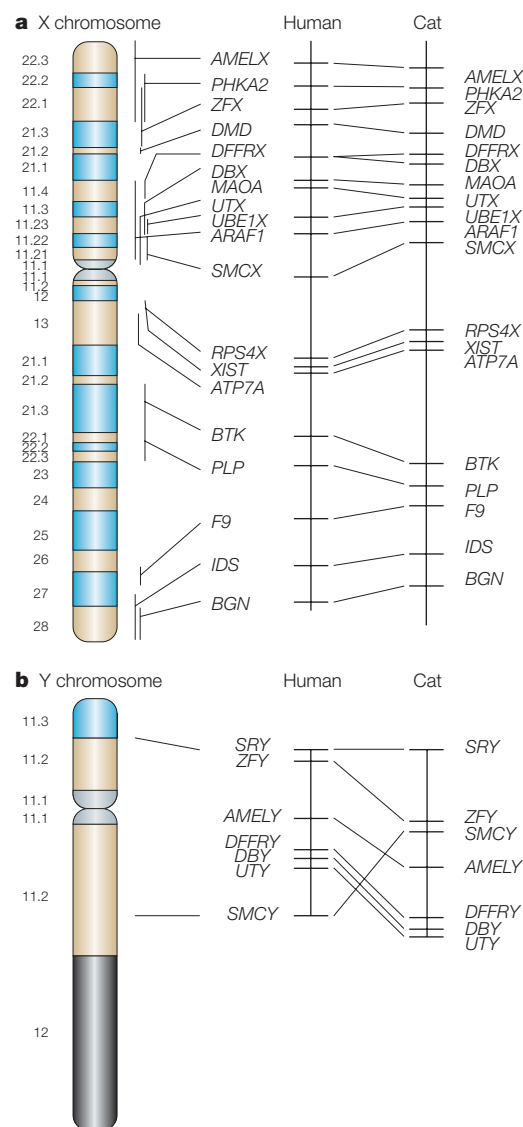 a X chromosome
Human
Cat
22.3
22.2
22.1
21.3
21.2
21.1
11.4
11.3
11.23
11.22
11.21
11.1
11.1
11.2
12
13
21.1
21.2
21.3
22.1
22.2
22.3
23
24
25
26
27
28
AMELX
PHKA2
ZFX
DMD
DFFRX
DBX
MAOA
UTX
UBE1X
ARAF1
SMCX
RPS4X
XIST
ATP7A
BTK
PLP
F9
IDS
BGN
AMELX
PHKA2
ZFX
DMD
DFFRX
DBX
MAOA
UTX
UBE1X
ARAF1
SMCX
RPS4X
XIST
ATP7A
BTK
PLP
F9
IDS
BGN
b Y chromosome
Human
Cat
11.3
11.2
11.1
11.1
11.2
12
SRY
ZFY
AMELY
DFFRY
DBY
UTY
SMCY
SRY
ZFY
SMCY
AMELY
DFFRY
DBY
UTY